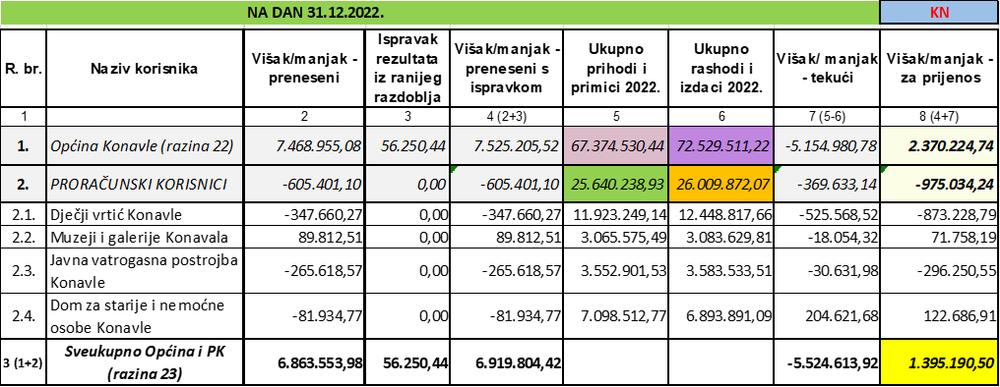 NA DAN 31.12.2022. KN
R. br. Naziv korisnika Višak/manjak - preneseni Ispravak rezultata iz ranijeg razdoblja Višak/manjak - preneseni s ispravkom Ukupno prihodi i primici 2022. Ukupno rashodi i izdaci 2022. Višak/ manjak - tekući Višak/manjak - za prijenos
1 2 3 4 (2+3) 5 6 7 (5-6) 8 (4+7)
1. Općina Konavle (razina 22) 7.468.955,08 56.250,44 7.525.205,52 67.374.530,44 72.529.511,22 -5.154.980,78 2.370.224,74
2. PRORAČUNSKI KORISNICI -605.401,10 0,00 -605.401,10 25.640.238,93 26.009.872,07 -369.633,14 -975.034,24
2.1. Dječji vrtić Konavle -347.660,27 0,00 -347.660,27 11.923.249,14 12.448.817,66 -525.568,52 -873.228,79
2.2. Muzeji i galerije Konavala 89.812,51 0,00 89.812,51 3.065.575,49 3.083.629,81 -18.054,32 71.758,19
2.3. Javna vatrogasna postrojba Konavle -265.618,57 0,00 -265.618,57 3.552.901,53 3.583.533,51 -30.631,98 -296.250,55
2.4. Dom za starije i nemoćne osobe Konavle -81.934,77 0,00 -81.934,77 7.098.512,77 6.893.891,09 204.621,68 122.686,91
3 (1+2) Sveukupno Općina i PK (razina 23) 6.863.553,98 56.250,44 6.919.804,42 -5.524.613,92 1.395.190,50